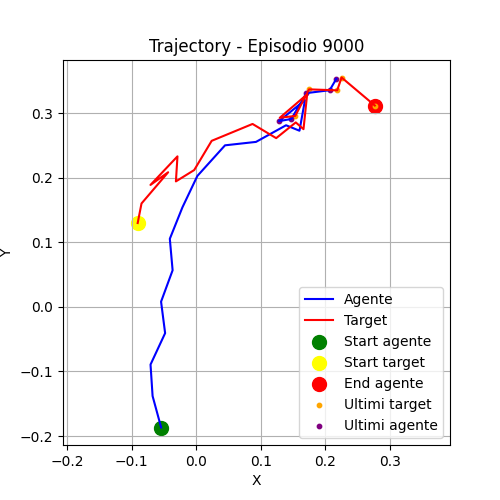 Trajectory - Episodio 9000
Y
0.3
0.2
0.1
0.0
−0.1
−0.2
−0.2
−0.1
0.0
0.1
0.2
0.3
X
Agente
Target
Start agente
Start target
End agente
Ultimi target
Ultimi agente